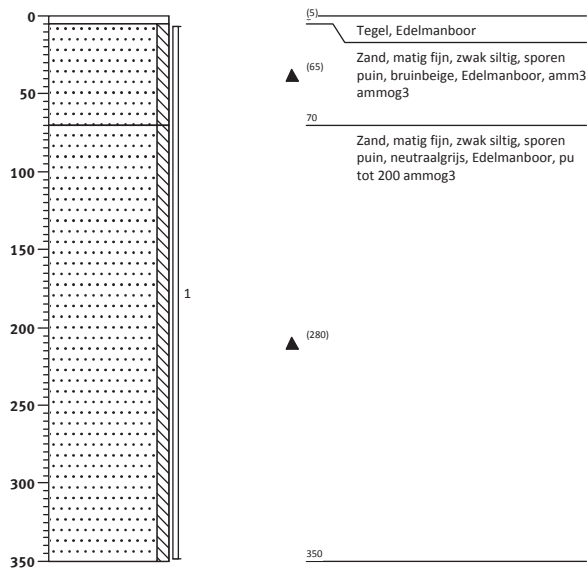 0
50
100
150
200
250
300
350
1
(5)
Tegel, Edelmanboor
(65)
Zand, matig fijn, zwak siltig, sporen
puin, bruinbeige, Edelmanboor, amm3
ammog3
70
Zand, matig fijn, zwak siltig, sporen
puin, neutraalgrijs, Edelmanboor, pu
tot 200 ammog3
(280)
350